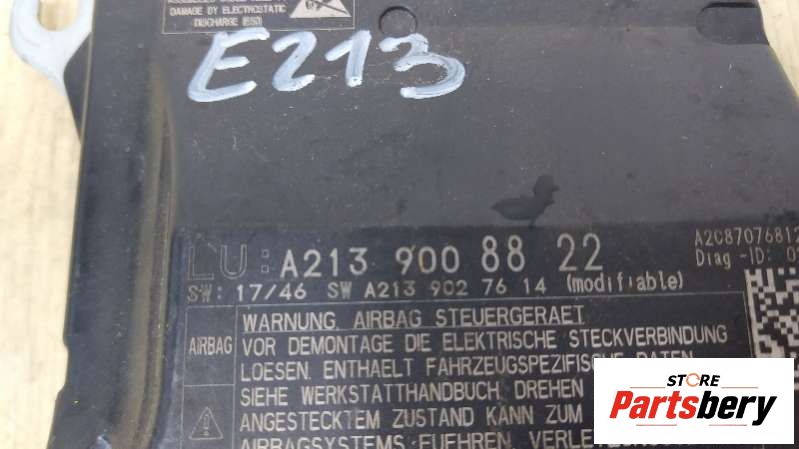 DAMAGE BY ELECTROSTATIC
DISCHARGE (ESD)
E213
LU: A213 900 88 22
A2C8707681
Diag -ID: 0
SW: 17/46 SW A213 902 76 14 (modifiable)
WARNUNG. AIRBAG STEUERGERAET
AIRBAG
VOR DEMONTAGE DIE ELEKTRISCHE STECKVERBINDUNG
LOESEN. ENTHAELT FAHRZEUGSPEZIFISCHE DATEN.
SIEHE WERKSTATTHANDBUCH. DREHEN
ANGESTECKTEM ZUSTAND KANN ZUM
AIRBAGSYSTEMS FUEHREN.
STORE
Partsbery